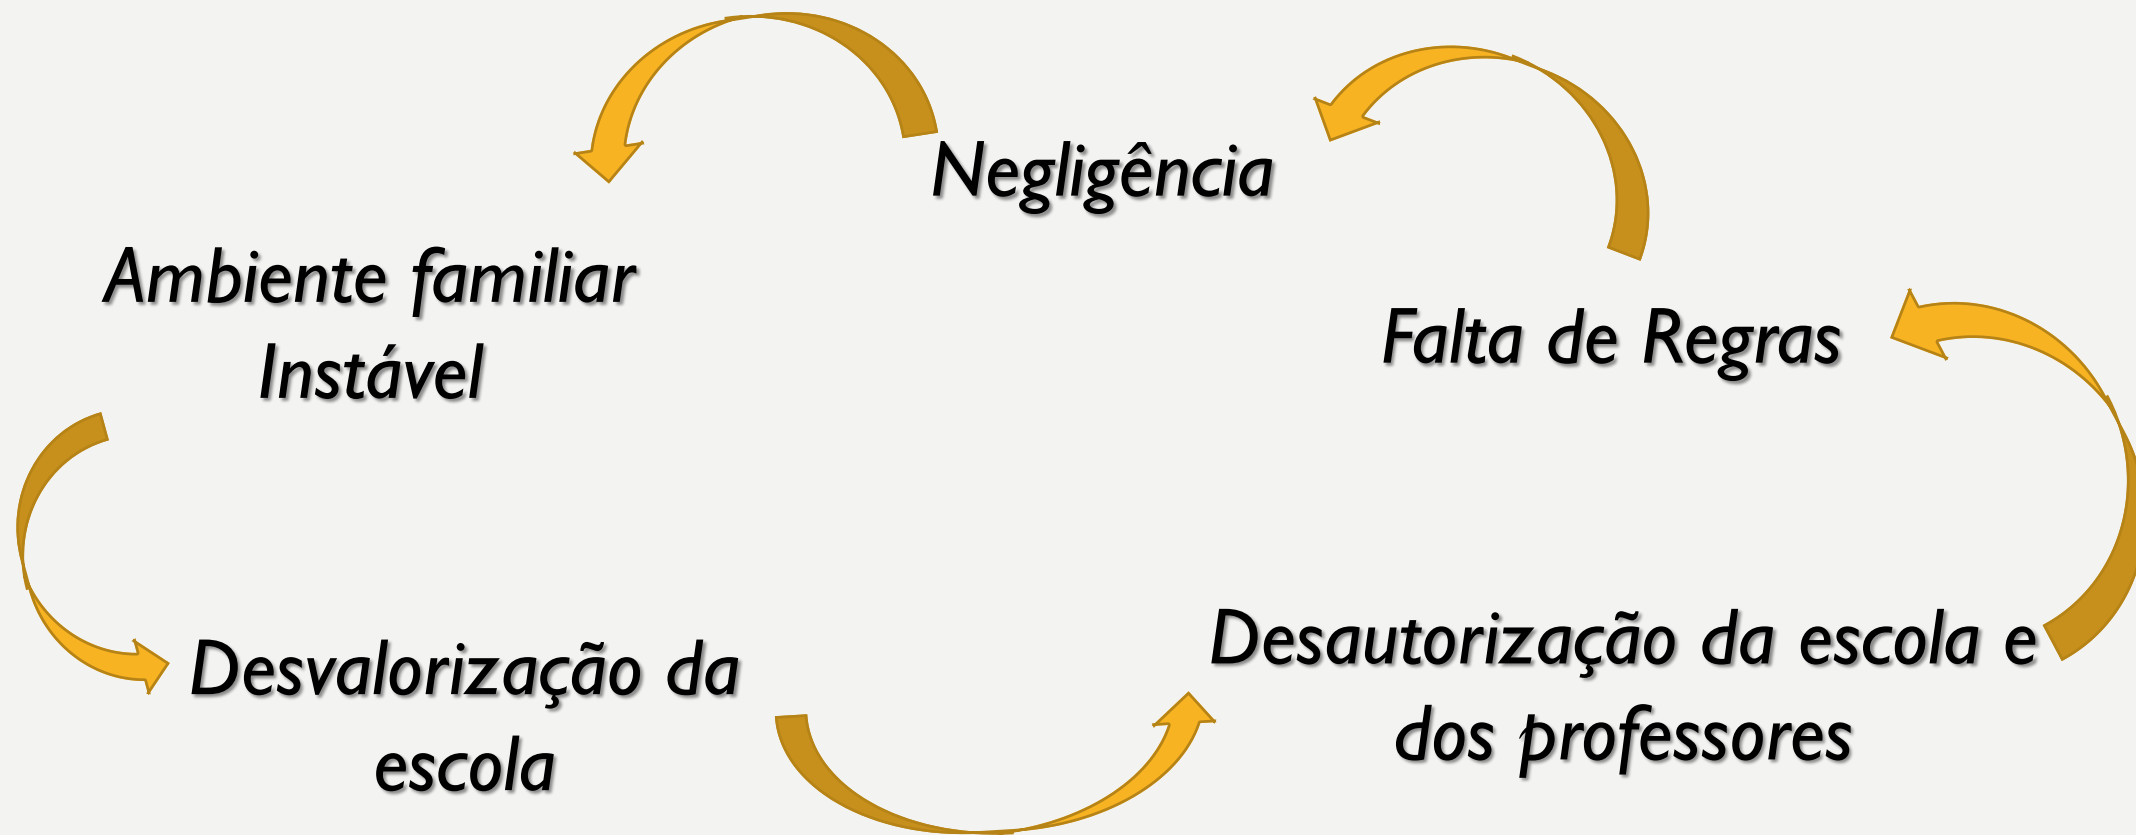 Negligência
Ambiente familiar
Instável
Falta de Regras
Desvalorização da
escola
Desautorização da escola e
dos professores